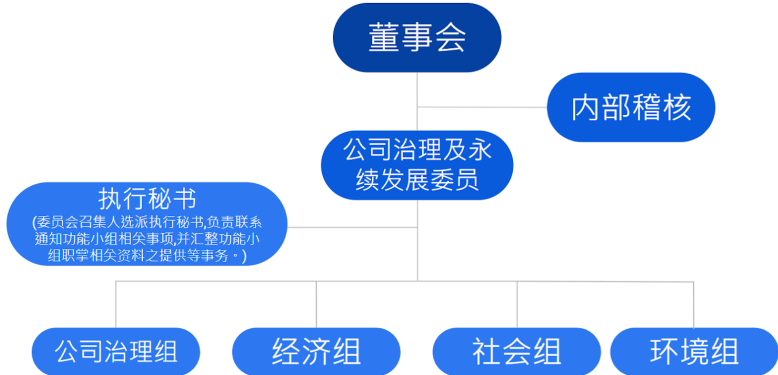 董事会
内部稽核
公司治理及永
续发展委员
执行秘书
(委员会召集人选派执行秘书,负责联系
通知功能小组相关事项,并汇整功能小
组职掌相关资料之提供等事务。)
公司治理组
经济组
社会组
环境组